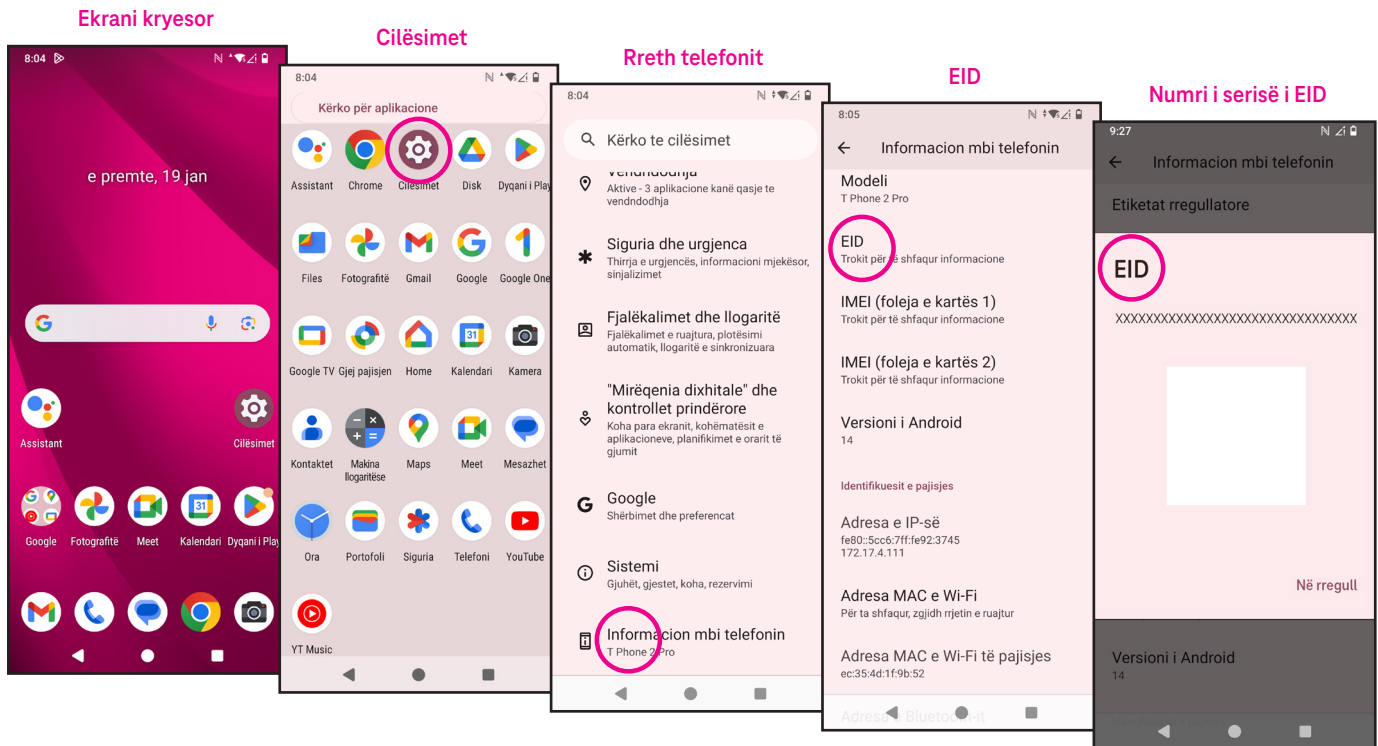 Ekrani kryesor
8:04
e premte, 19 jan
Assistant
Cilësimet
Google
Fotografitë
Meet
Kalendari
Dyqani i Play
Cilësimet
8:04
Kërko për aplikacione
Assistant
Chrome
Cilësimet
Disk
Dyqani i Play
Files
Fotografitë
Gmail
Google
Google One
Google TV
Gjej pajisjen
Home
Kalendari
Kamera
Kontaktet
Makina
llogaritëse
Maps
Meet
Mesazhet
Ora
Portofoli
Siguria
Telefoni
YouTube
YT Music
Rreth telefonit
8:04
Kërko te cilësimet
Vendndodhja
Aktive - 3 aplikacione kanë qasje te
vendndodhja
Siguria dhe urgjenca
Thirrja e urgjencës, informacioni mjekësor,
sinjalizimet
Fjalëkalimet dhe llogaritë
Fjalëkalimet e ruajtura, plotësimi
automatik, llogaritë e sinkronizuara
"Mirëqenia dixhitale" dhe
kontrollet prindërore
Koha para ekranit, kohëmatësit e
aplikacioneve, planifikimet e orarit të
gjumit
Google
Shërbimet dhe preferencat
Sistemi
Gjuhët, gjestet, koha, rezervimi
Informacion mbi telefonin
T Phone 2 Pro
EID
8:05
Informacion mbi telefonin
Modeli
T Phone 2 Pro
EID
Trokit për të shfaqur informacione
IMEI (foleja e kartës 1)
Trokit për të shfaqur informacione
IMEI (foleja e kartës 2)
Trokit për të shfaqur informacione
Versioni i Android
14
Identifikuesit e pajisjes
Adresa e IP-së
fe80::5cc6:7ff:fe92:3745
172.17.4.111
Adresa MAC e Wi-Fi
Për ta shfaqur, zgjidh rrjetin e ruajtur
Adresa MAC e Wi-Fi të pajisjes
ec:35:4d:1f:9b:52
Adresa e Bluetooth-it
Numri i serisë i EID
9:27
Informacion mbi telefonin
Etiketat rregullatore
EID
XXXXXXXXXXXXXXXXXXXXXXXXXXXXXXXX
Në rregull
Versioni i Android
14